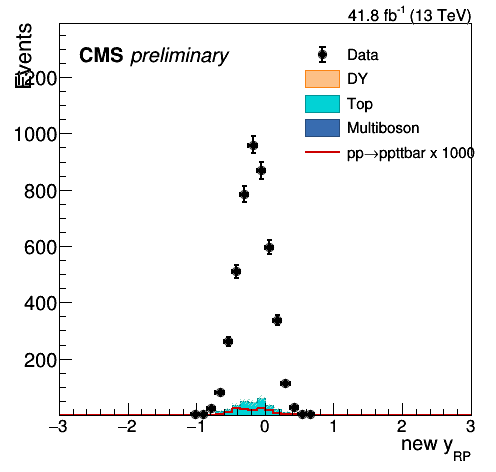 41.8 fb⁻¹ (13 TeV)
Events
CMS preliminary
Data
DY
Top
Multiboson
pp→ppttbar x 1000
1200
1000
800
600
400
200
−3 −2 −1 0 1 2 3
new y_RP